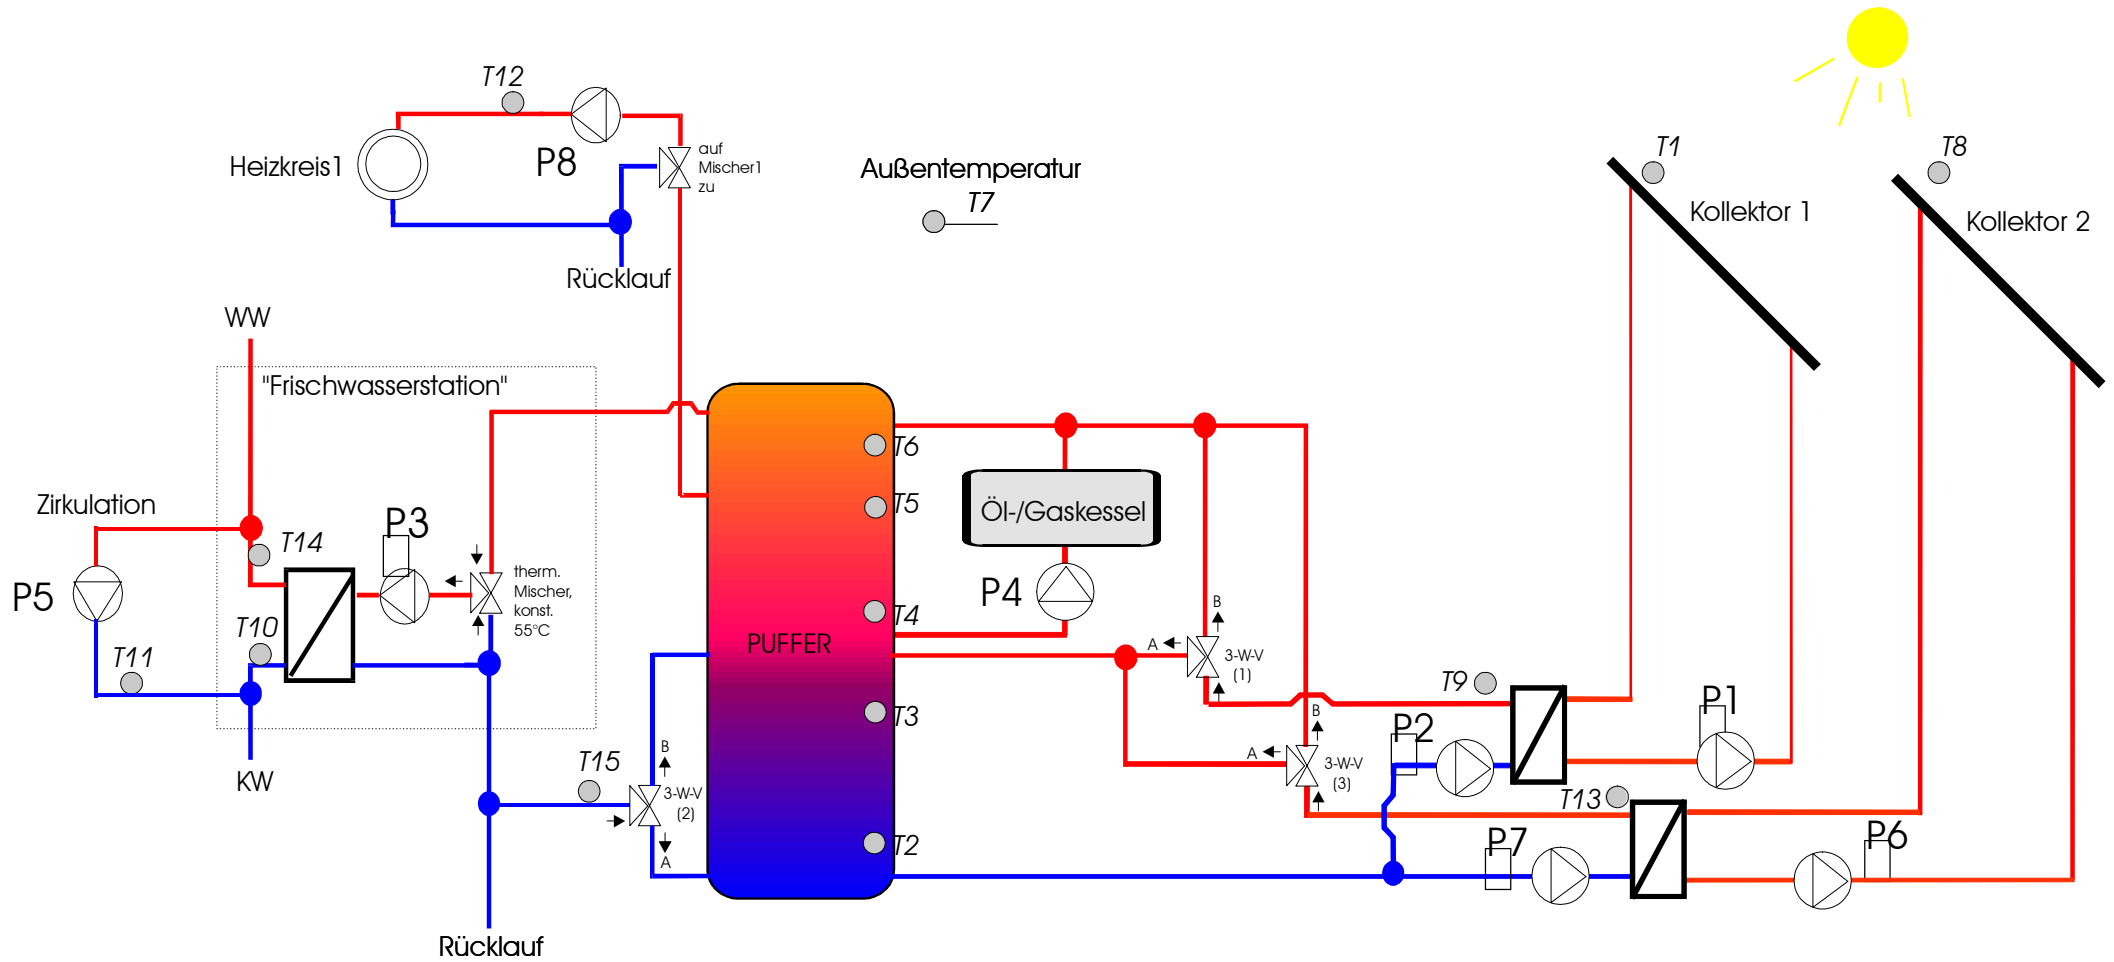 T12
P8
Heizkreis1
auf
Mischer1
zu
Rücklauf
Außentemperatur
T7
T1
Kollektor 1
T8
Kollektor 2
WW
"Frischwasserstation"
Zirkulation
P5
T11
T14
T10
P3
therm.
Mischer,
konst.
55°C
KW
T15
B
3-W-V
(2)
A
Rücklauf
PUFFER
T6
T5
T4
T3
T2
Öl-/Gaskessel
P4
B
A
3-W-V
(1)
B
A
3-W-V
(3)
T9
P1
P2
T13
P7
P6